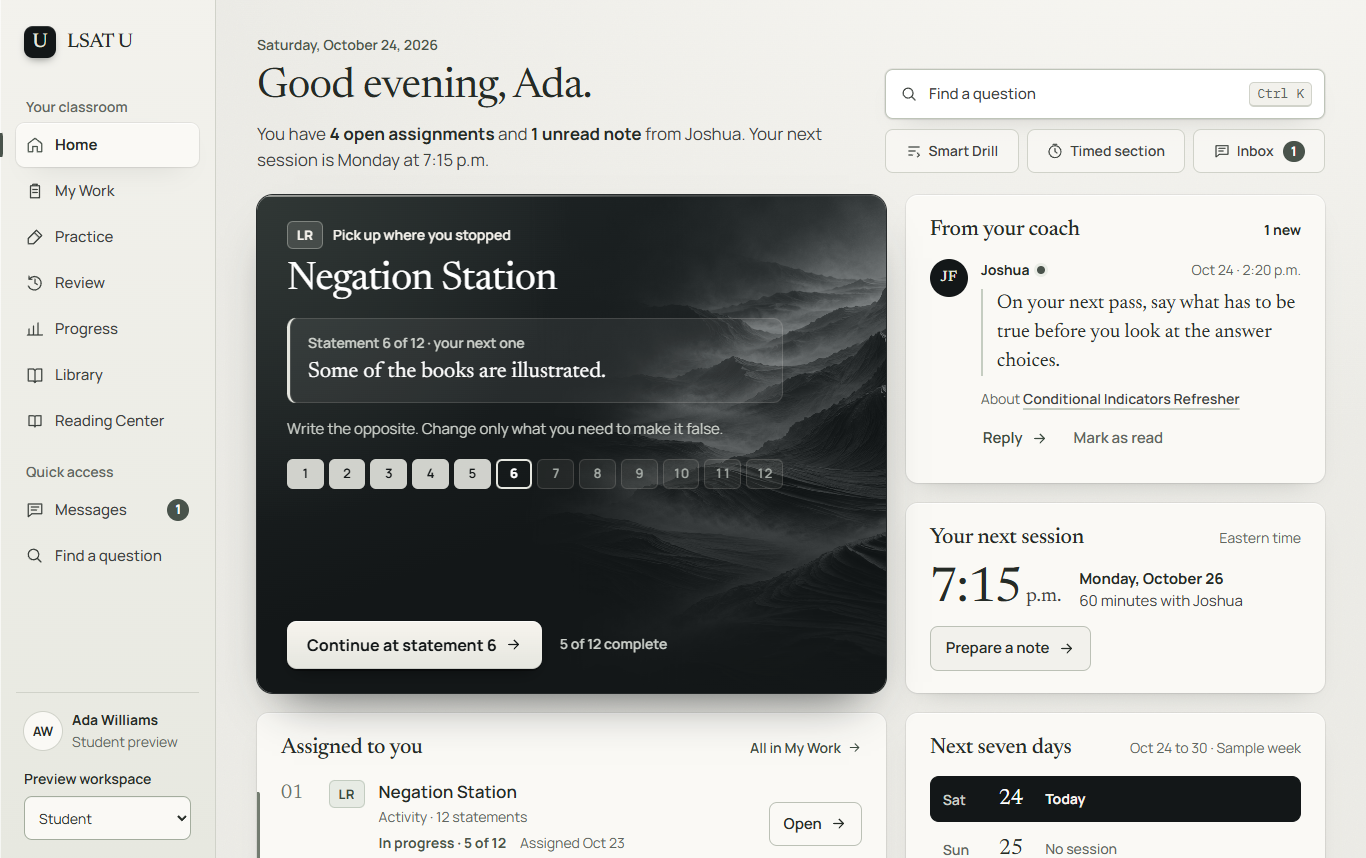 U LSAT U
Your classroom
Home
My Work
Practice
Review
Progress
Library
Reading Center
Quick access
Messages 1
Find a question
AW Ada Williams
Student preview
Preview workspace
Student
Saturday, October 24, 2026
Good evening, Ada.
You have 4 open assignments and 1 unread note from Joshua. Your next
session is Monday at 7:15 p.m.
Find a question Ctrl K
Smart Drill Timed section Inbox 1
LR Pick up where you stopped
Negation Station
Statement 6 of 12 · your next one
Some of the books are illustrated.
Write the opposite. Change only what you need to make it false.
1 2 3 4 5 6 7 8 9 10 11 12
Continue at statement 6 → 5 of 12 complete
From your coach 1 new
JF Joshua Oct 24 · 2:20 p.m.
On your next pass, say what has to be
true before you look at the answer
choices.
About Conditional Indicators Refresher
Reply → Mark as read
Your next session Eastern time
7:15 p.m. Monday, October 26
60 minutes with Joshua
Prepare a note →
Assigned to you All in My Work →
01 LR Negation Station
Activity · 12 statements
In progress · 5 of 12 Assigned Oct 23
Open →
Next seven days Oct 24 to 30 · Sample week
Sat 24 Today
Sun 25 No session